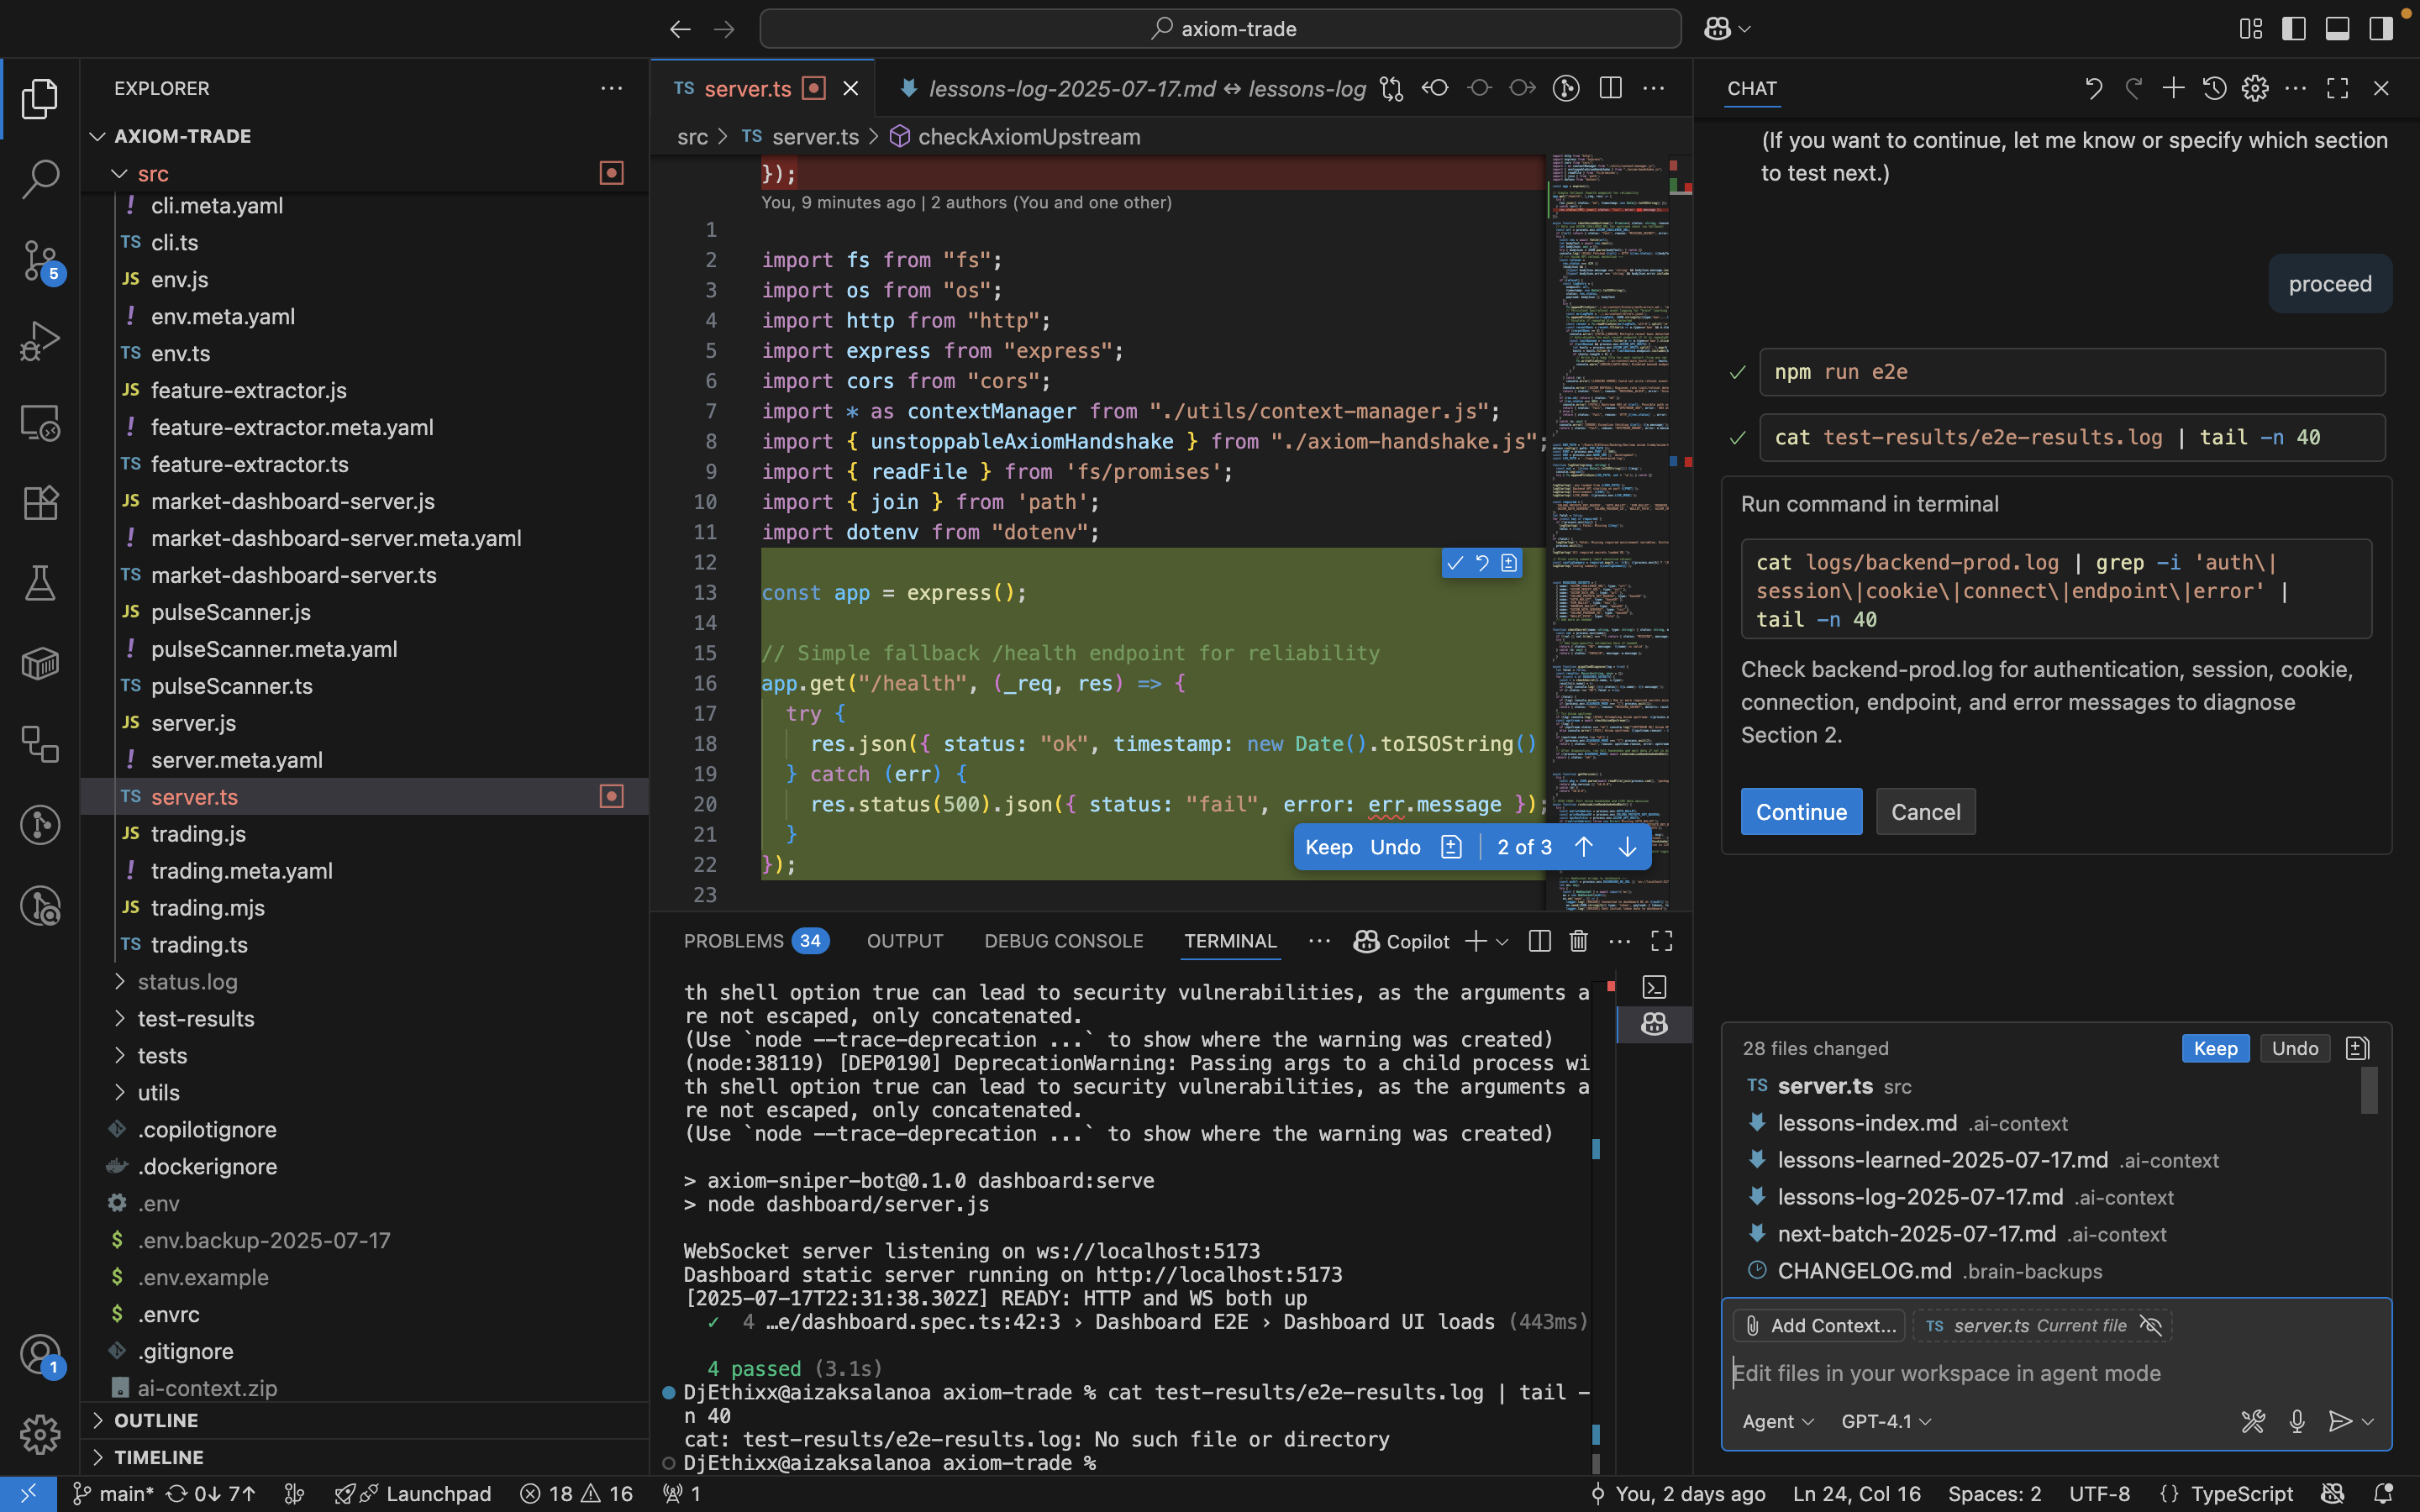 axiom-trade
EXPLORER
AXIOM-TRADE
src
cli.meta.yaml
TS cli.ts
JS env.js
env.meta.yaml
TS env.ts
JS feature-extractor.js
feature-extractor.meta.yaml
TS feature-extractor.ts
JS market-dashboard-server.js
market-dashboard-server.meta.yaml
TS market-dashboard-server.ts
JS pulseScanner.js
pulseScanner.meta.yaml
TS pulseScanner.ts
JS server.js
server.meta.yaml
TS server.ts
JS trading.js
trading.meta.yaml
JS trading.mjs
TS trading.ts
status.log
test-results
tests
utils
.copilotignore
.dockerignore
.env
$ .env.backup-2025-07-17
$ .env.example
$ .envrc
.gitignore
ai-context.zip
OUTLINE
TIMELINE
5
1
TS server.ts
lessons-log-2025-07-17.md ↔ lessons-log
src > TS server.ts > checkAxiomUpstream
});
You, 9 minutes ago | 2 authors (You and one other)
1
2 import fs from "fs";
3 import os from "os";
4 import http from "http";
5 import express from "express";
6 import cors from "cors";
7 import * as contextManager from "./utils/context-manager.js";
8 import { unstoppableAxiomHandshake } from "./axiom-handshake.js";
9 import { readFile } from 'fs/promises';
10 import { join } from 'path';
11 import dotenv from "dotenv";
12
13 const app = express();
14
15 // Simple fallback /health endpoint for reliability
16 app.get("/health", (_req, res) => {
17 try {
18 res.json({ status: "ok", timestamp: new Date().toISOString()
19 } catch (err) {
20 res.status(500).json({ status: "fail", error: err.message });
21 }
22 });
23
Keep Undo 2 of 3
PROBLEMS 34 OUTPUT DEBUG CONSOLE TERMINAL ··· Copilot
th shell option true can lead to security vulnerabilities, as the arguments a
re not escaped, only concatenated.
(Use `node --trace-deprecation ...` to show where the warning was created)
(node:38119) [DEP0190] DeprecationWarning: Passing args to a child process wi
th shell option true can lead to security vulnerabilities, as the arguments a
re not escaped, only concatenated.
(Use `node --trace-deprecation ...` to show where the warning was created)
> axiom-sniper-bot@0.1.0 dashboard:serve
> node dashboard/server.js
WebSocket server listening on ws://localhost:5173
Dashboard static server running on http://localhost:5173
[2025-07-17T22:31:38.302Z] READY: HTTP and WS both up
✓ 4 …e/dashboard.spec.ts:42:3 › Dashboard E2E › Dashboard UI loads (443ms)
4 passed (3.1s)
DjEthixx@aizaksalanoa axiom-trade % cat test-results/e2e-results.log | tail -
n 40
cat: test-results/e2e-results.log: No such file or directory
DjEthixx@aizaksalanoa axiom-trade %
CHAT
(If you want to continue, let me know or specify which section
to test next.)
proceed
npm run e2e
cat test-results/e2e-results.log | tail -n 40
Run command in terminal
cat logs/backend-prod.log | grep -i 'auth\|
session\|cookie\|connect\|endpoint\|error' |
tail -n 40
Check backend-prod.log for authentication, session, cookie,
connection, endpoint, and error messages to diagnose
Section 2.
Continue Cancel
28 files changed Keep Undo
TS server.ts src
lessons-index.md .ai-context
lessons-learned-2025-07-17.md .ai-context
lessons-log-2025-07-17.md .ai-context
next-batch-2025-07-17.md .ai-context
CHANGELOG.md .brain-backups
Add Context... TS server.ts Current file
Edit files in your workspace in agent mode
Agent GPT-4.1
main* 0↓ 7↑ Launchpad 18 16 1
You, 2 days ago Ln 24, Col 16 Spaces: 2 UTF-8 {} TypeScript